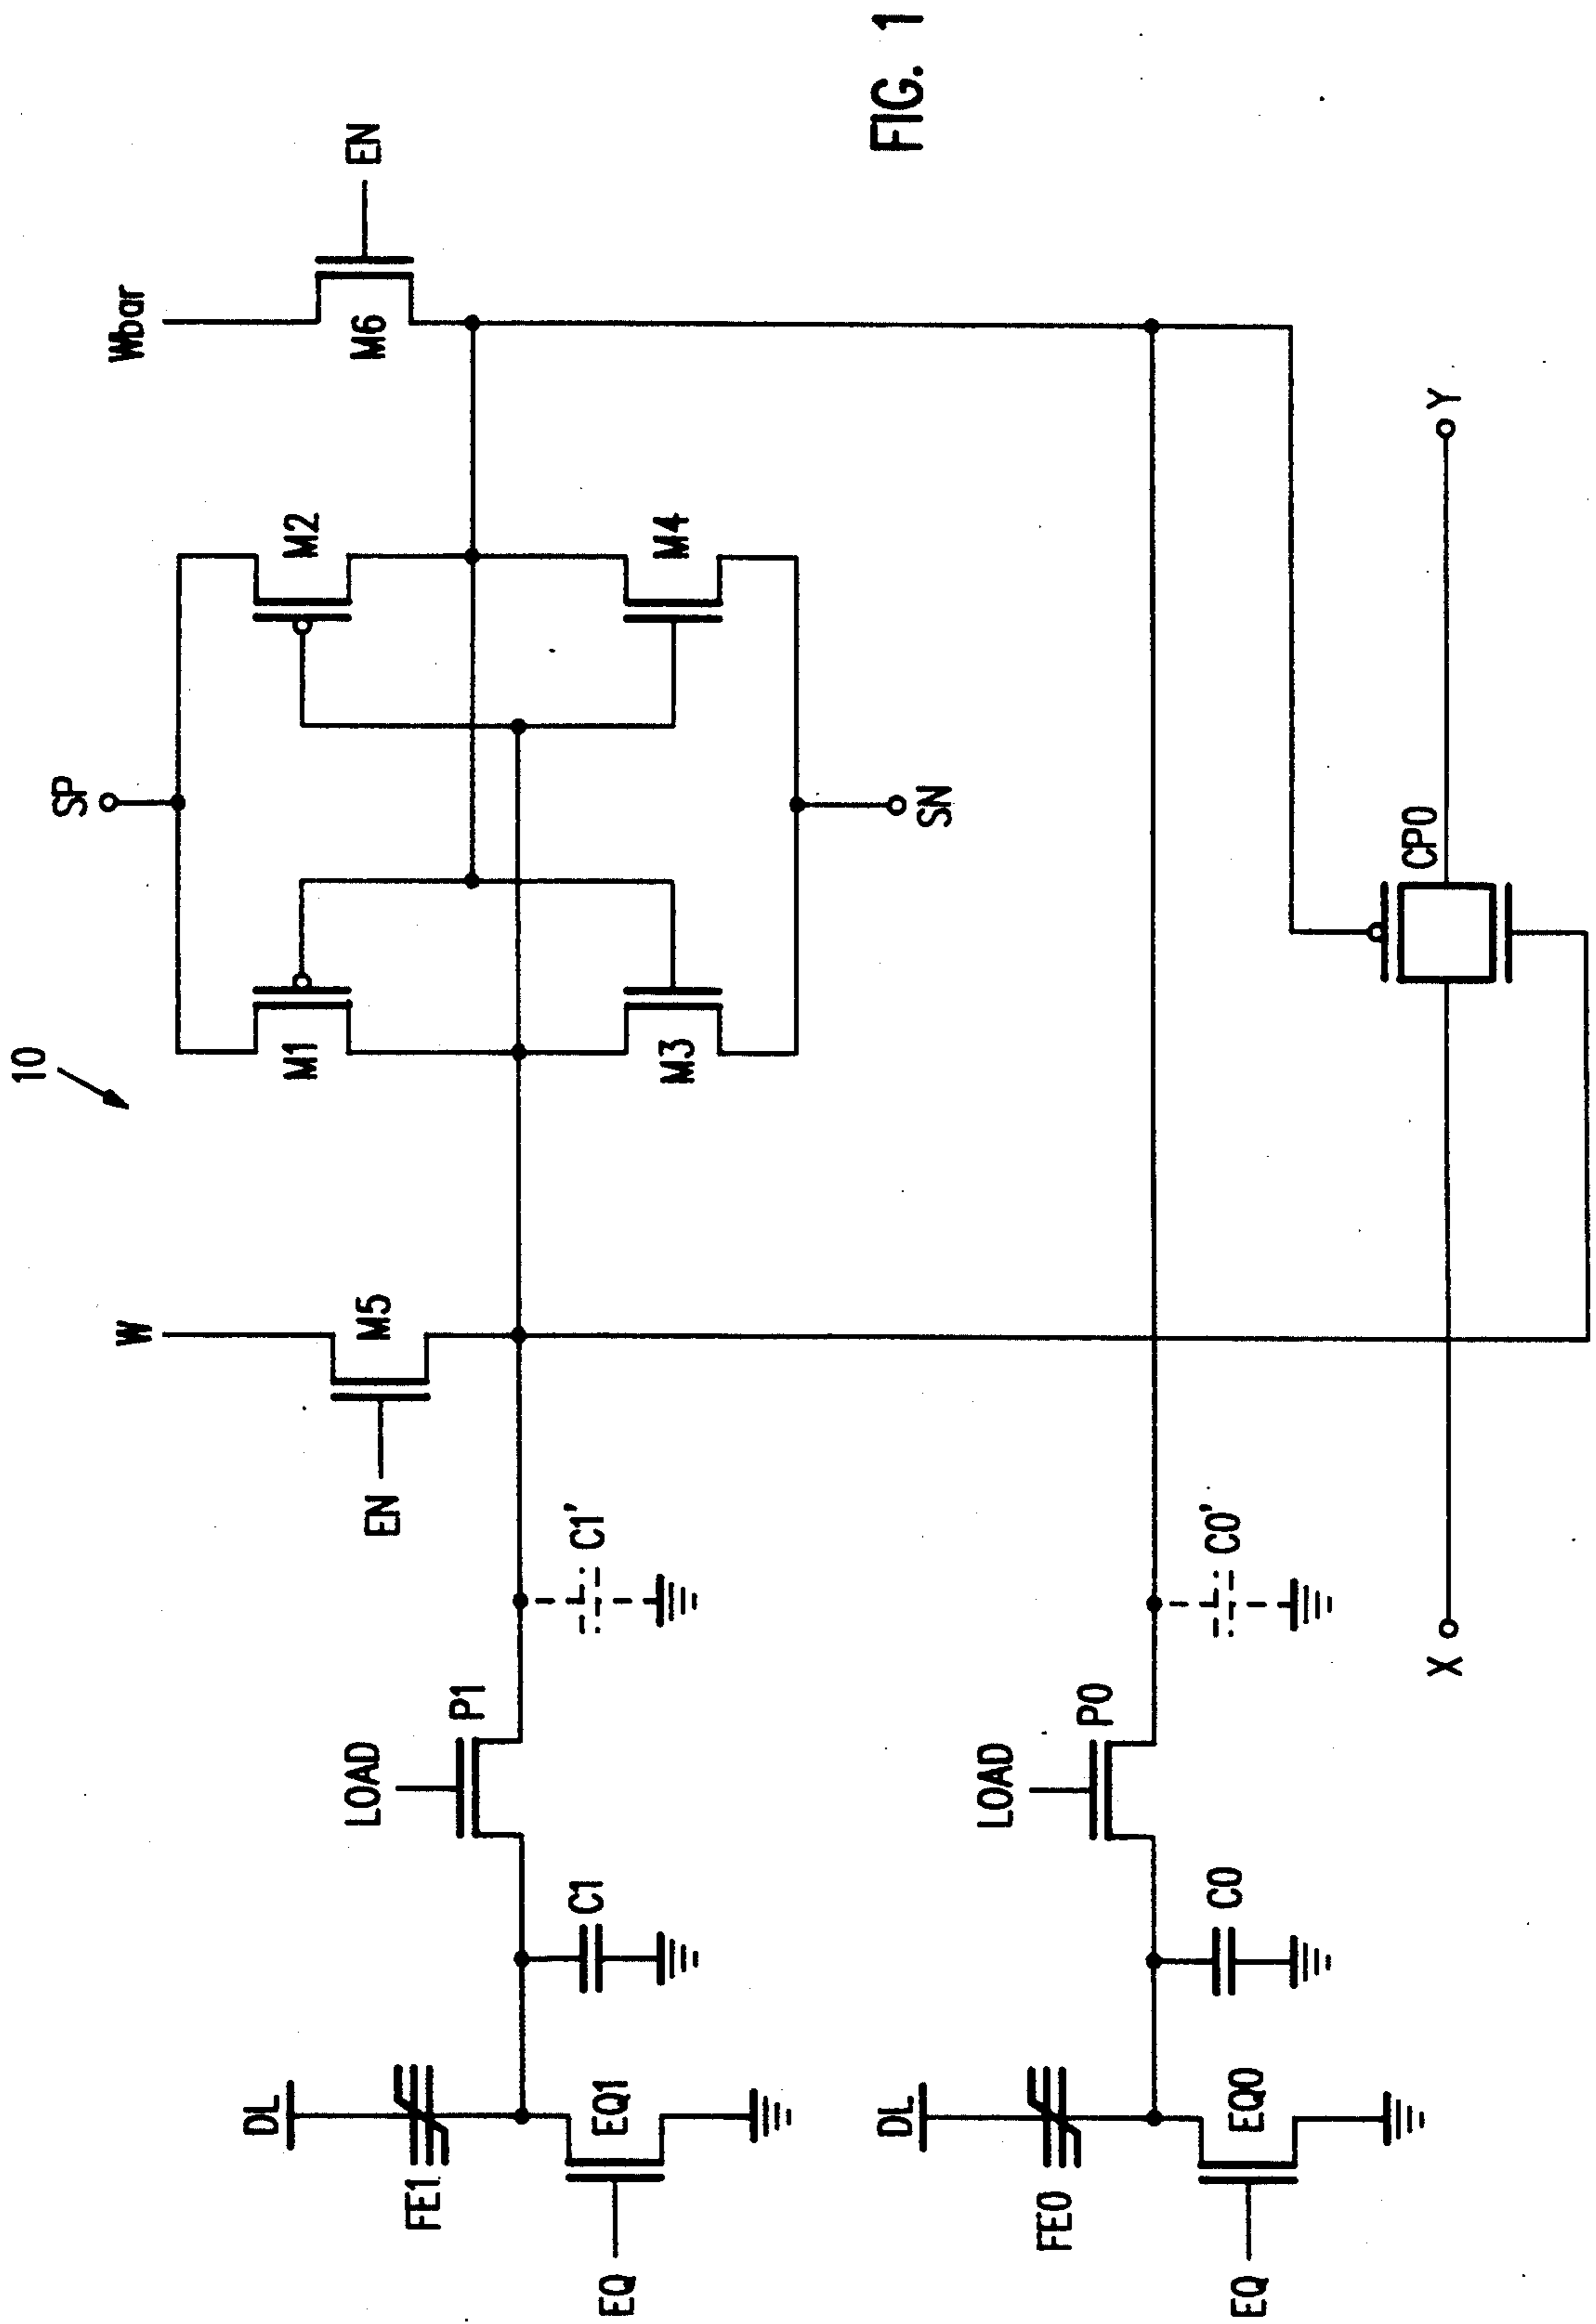 FIG. 1
10
W
Wbar
SP
EN
M5
M1
M2
M6
EN
M3
M4
SN
DL
FE1
EQ
EQ1
C1
LOAD
P1
C1'
DL
FE0
EQ
EQ0
C0
LOAD
P0
C0'
X
CP0
Y